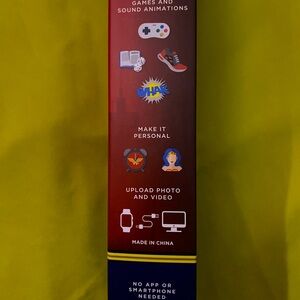 GAMES AND
SOUND ANIMATIONS
WHAM
MAKE IT
PERSONAL
UPLOAD PHOTO
AND VIDEO
MADE IN CHINA
NO APP OR
SMARTPHONE
NEEDED